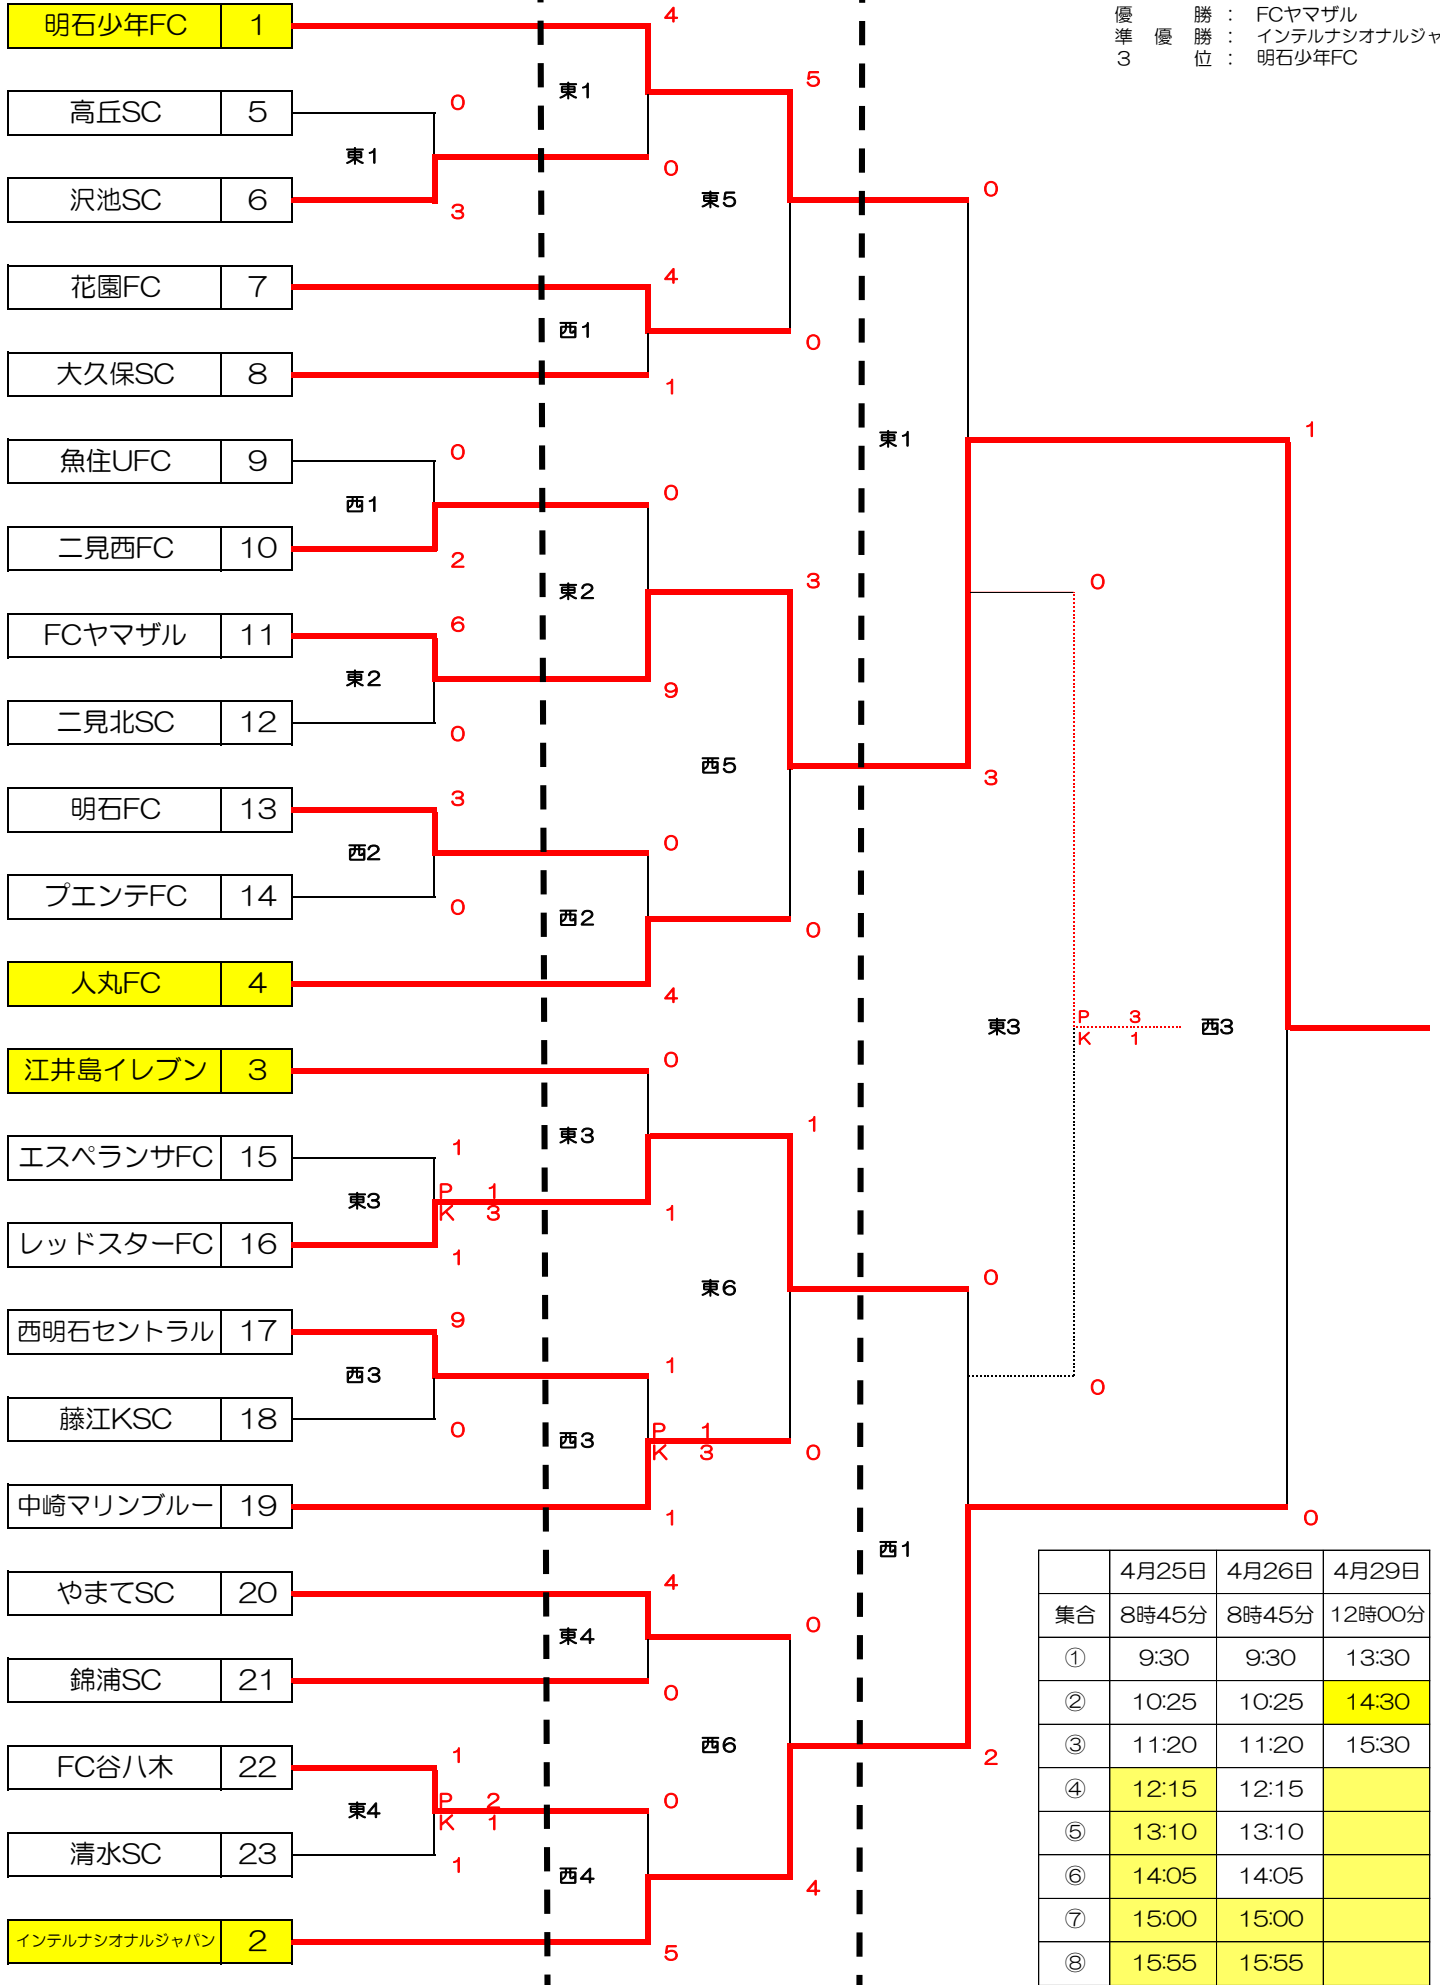 優勝：FCヤマザル
準優勝：インテルナシオナルジャ
3位：明石少年FC
明石少年FC 1
4
東1
5
高丘SC 5
0
東1
0
沢池SC 6
3
東5
0
花園FC 7
4
西1
0
大久保SC 8
1
東1
1
魚住UFC 9
0
西1
0
二見西FC 10
2
東2
3
0
FCヤマザル 11
6
東2
9
二見北SC 12
0
西5
3
明石FC 13
3
西2
0
プエンテFC 14
0
西2
0
人丸FC 4
4
東3
P 3
K 1
西3
江井島イレブン 3
0
東3
1
エスペランサFC 15
1
東3
P 1
K 3
1
レッドスターFC 16
1
東6
0
西明石セントラル 17
9
西3
1
0
藤江KSC 18
0
西3
P 1
K 3
0
中崎マリンブルー 19
1
0
西1
やまてSC 20
4
東4
0
錦浦SC 21
0
西6
2
FC谷八木 22
1
東4
P 2
K 1
0
清水SC 23
1
西4
4
インテルナシオナルジャパン 2
5
4月25日 4月26日 4月29日
集合 8時45分 8時45分 12時00分
① 9:30 9:30 13:30
② 10:25 10:25 14:30
③ 11:20 11:20 15:30
④ 12:15 12:15
⑤ 13:10 13:10
⑥ 14:05 14:05
⑦ 15:00 15:00
⑧ 15:55 15:55